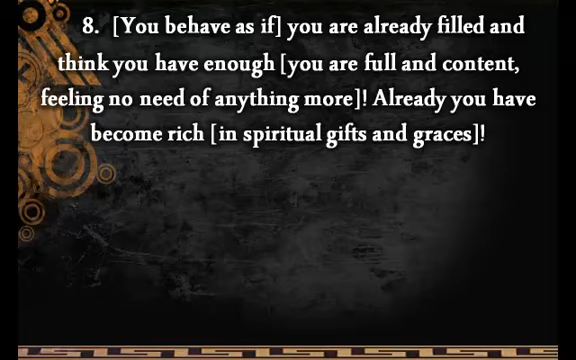 8. [You behave as if] you are already filled and
think you have enough [you are full and content,
feeling no need of anything more]! Already you have
become rich [in spiritual gifts and graces]!